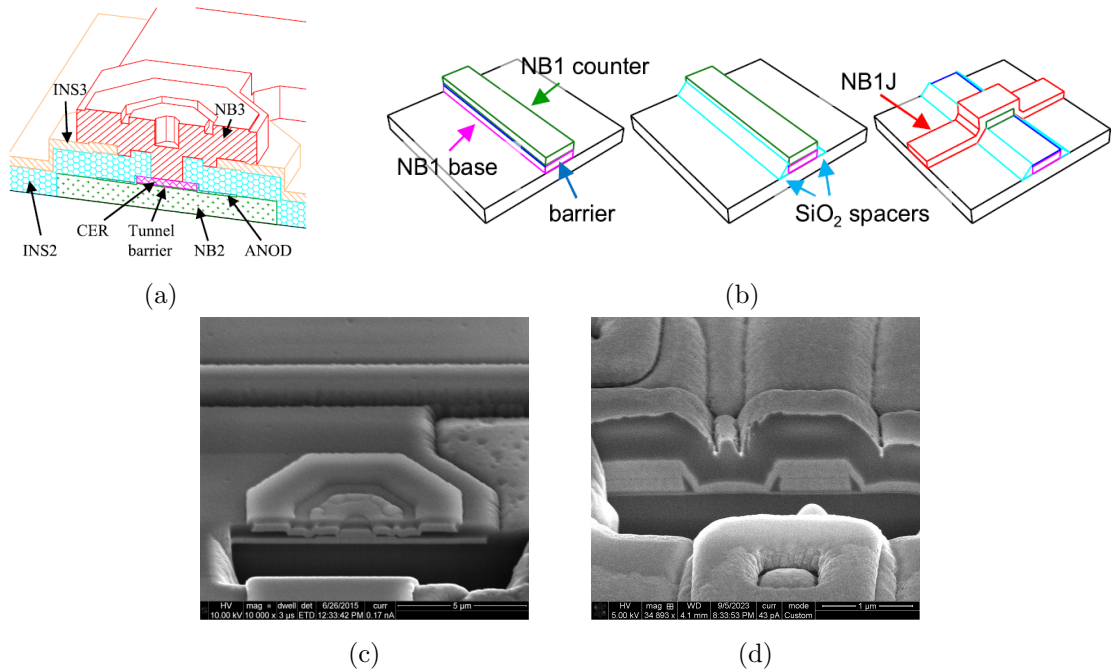 INS3
NB3
CER
Tunnel
barrier
NB2
ANOD
INS2
(a)
NB1 counter
NB1 base
barrier
SiO₂ spacers
NB1J
(b)
HV mag ¤ dwell det 6/26/2015 curr 5 μm
10.00 kV 10 000 x 3 μs ETD 12:33:42 PM 0.17 nA
(c)
HV mag ⊞ WD 9/5/2023 curr mode 1 μm
5.00 kV 34 893 x 4.1 mm 8:33:53 PM 43 pA Custom
(d)